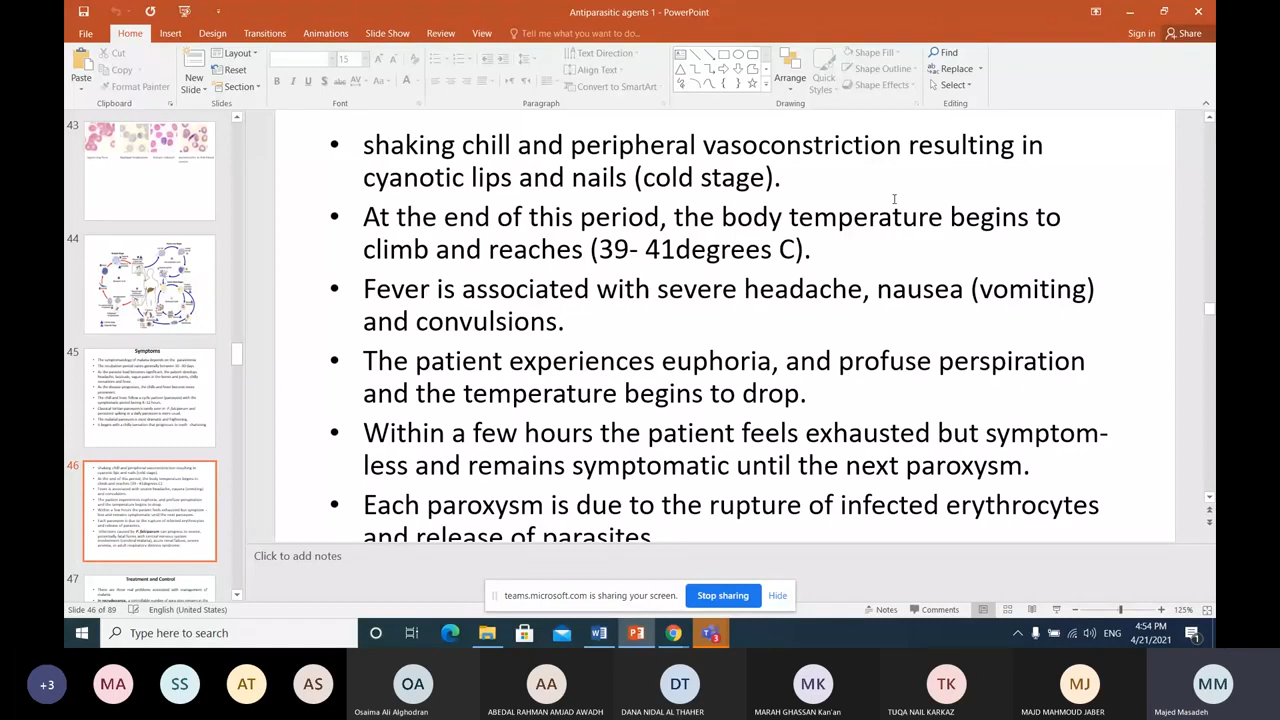 Antiparasitic agents 1 - PowerPoint
File Home Insert Design Transitions Animations Slide Show Review View Tell me what you want to do... Sign in Share
Paste
Cut
Copy
Format Painter
Clipboard
New
Slide
Layout
Reset
Section
Slides
15
Font
Text Direction
Align Text
Convert to SmartArt
Paragraph
Arrange
Quick
Styles
Shape Fill
Shape Outline
Shape Effects
Drawing
Find
Replace
Select
Editing
43
44
45
Symptoms
46
47
Treatment and Control
• shaking chill and peripheral vasoconstriction resulting in
cyanotic lips and nails (cold stage).
• At the end of this period, the body temperature begins to
climb and reaches (39- 41degrees C).
• Fever is associated with severe headache, nausea (vomiting)
and convulsions.
• The patient experiences euphoria, and profuse perspiration
and the temperature begins to drop.
• Within a few hours the patient feels exhausted but symptom-
less and remains symptomatic until the next paroxysm.
• Each paroxysm is due to the rupture of infected erythrocytes
and release of parasites
Click to add notes
teams.microsoft.com is sharing your screen. Stop sharing Hide
Slide 46 of 89 English (United States) Notes Comments 125%
Type here to search
ENG
4:54 PM
4/21/2021
+3 MA SS AT AS OA AA DT MK TK MJ MM
Osaima Ali Alghodran ABEDAL RAHMAN AMJAD AWADH DANA NIDAL AL THAHER MARAH GHASSAN Kan'an TUQA NAIL KARKAZ MAJD MAHMOUD JABER Majed Masadeh